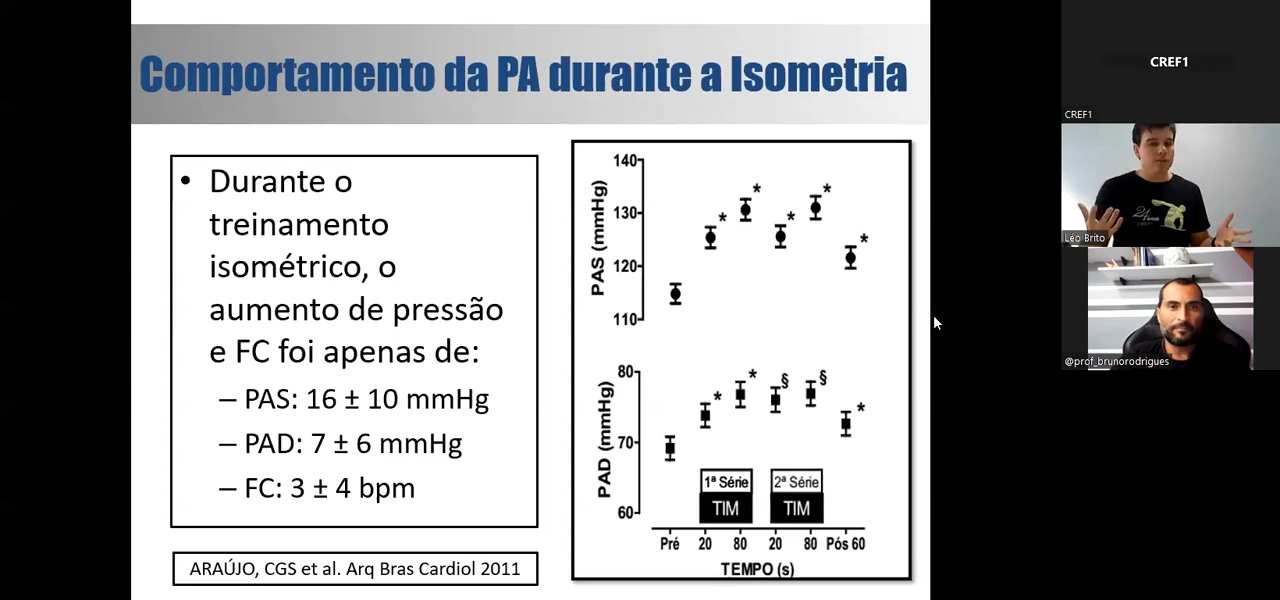 Comportamento da PA durante a Isometria
• Durante o
treinamento
isométrico, o
aumento de pressão
e FC foi apenas de:
– PAS: 16 ± 10 mmHg
– PAD: 7 ± 6 mmHg
– FC: 3 ± 4 bpm
ARAÚJO, CGS et al. Arq Bras Cardiol 2011
PAS (mmHg)
140
130
120
110
* * * * *
PAD (mmHg)
80
70
60
* * § § *
1ª Série 2ª Série
TIM TIM
Pré 20 80 20 80 Pós 60
TEMPO (s)
CREF1
CREF1
24 anos
Léo Brito
@prof_brunorodrigues